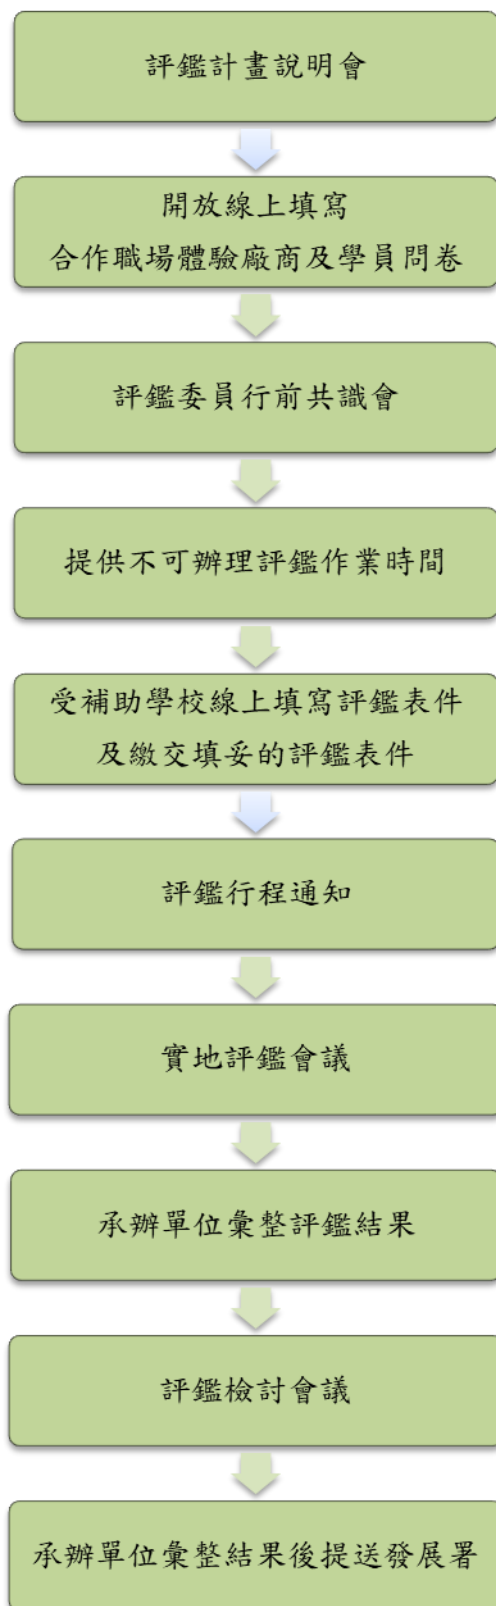 評鑑計畫說明會
開放線上填寫
合作職場體驗廠商及學員問卷
評鑑委員行前共識會
提供不可辦理評鑑作業時間
受補助學校線上填寫評鑑表件
及繳交填妥的評鑑表件
評鑑行程通知
實地評鑑會議
承辦單位彙整評鑑結果
評鑑檢討會議
承辦單位彙整結果後提送發展署